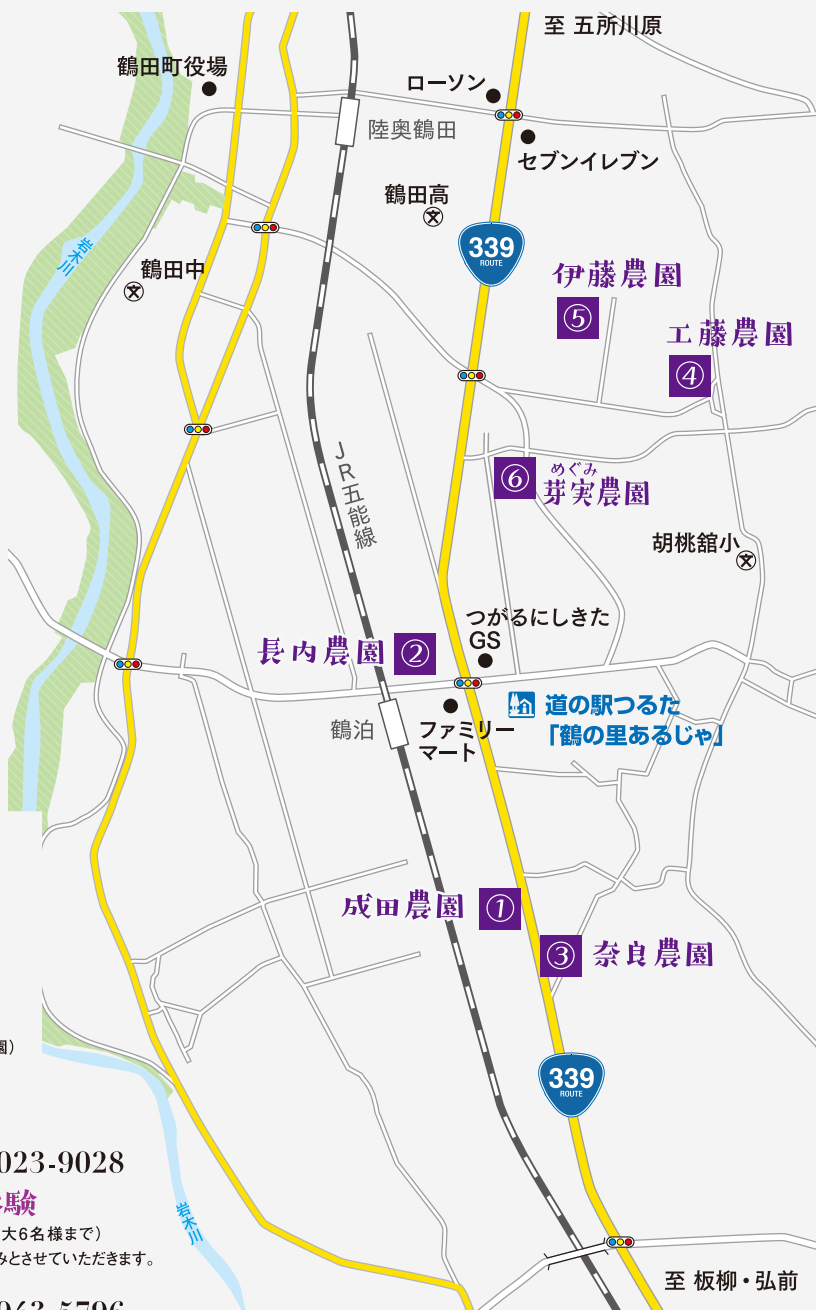 至 五所川原
鶴田町役場
ローソン
陸奥鶴田
セブンイレブン
鶴田高
文
339
ROUTE
岩木川
鶴田中
文
伊藤農園
⑤
工藤農園
④
JR五能線
めぐみ
⑥ 芽実農園
胡桃舘小
文
つがるにしきた
GS
長内農園 ②
道の駅つるた
「鶴の里あるじゃ」
鶴泊
ファミリー
マート
成田農園 ①
③ 奈良農園
園)
339
ROUTE
023-9028
験
大6名様まで)
みとさせていただきます。
岩木川
至 板柳・弘前